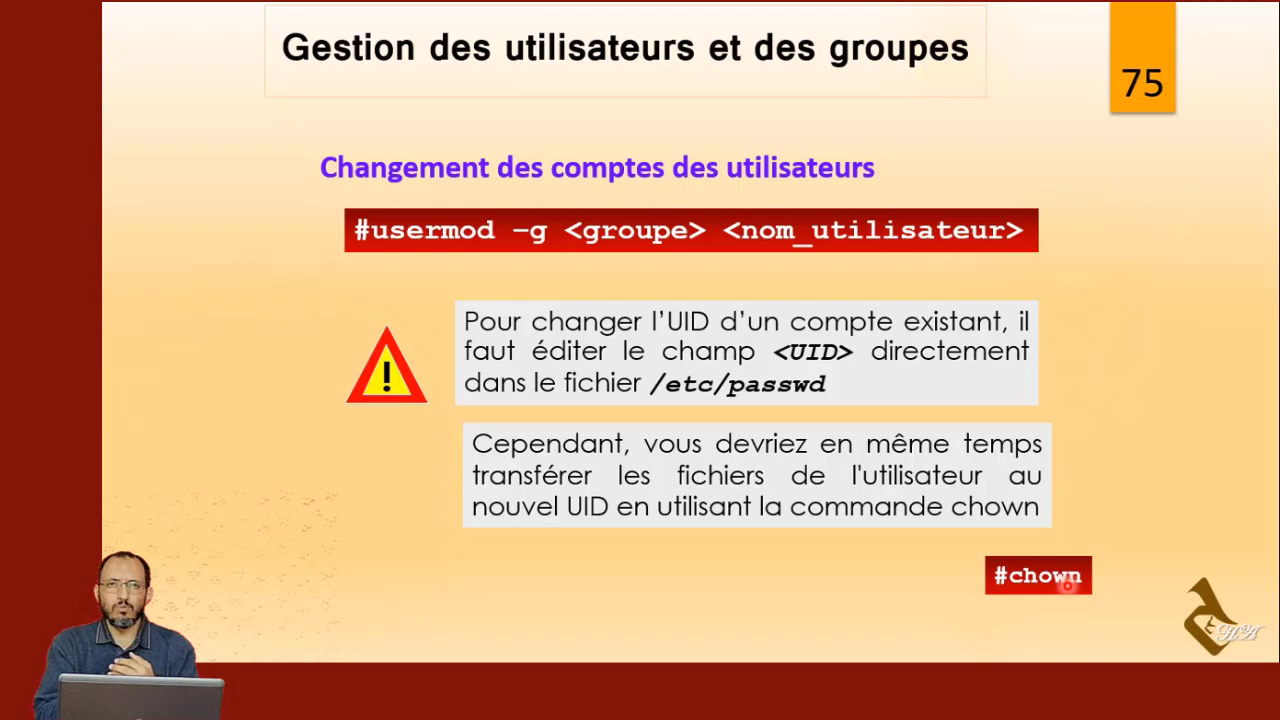 Gestion des utilisateurs et des groupes
75
Changement des comptes des utilisateurs
#usermod –g <groupe> <nom_utilisateur>
Pour changer l’UID d’un compte existant, il
faut éditer le champ <UID> directement
dans le fichier /etc/passwd
Cependant, vous devriez en même temps
transférer les fichiers de l'utilisateur au
nouvel UID en utilisant la commande chown
#chown